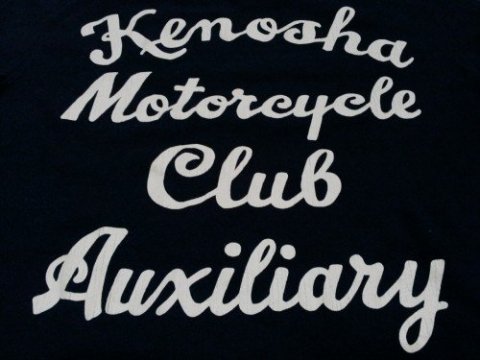 Kenosha
Motorcycle
Club
Auxiliary